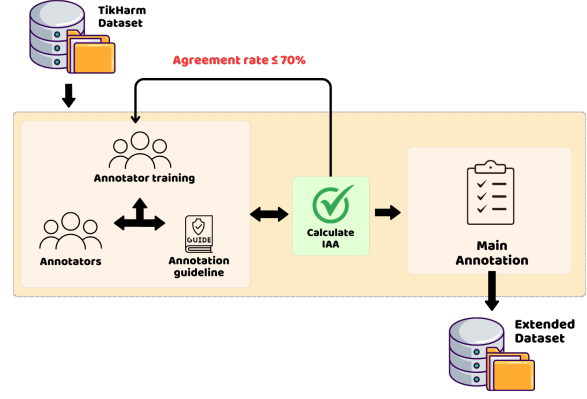 TikHarm
Dataset
Agreement rate ≤ 70%
Annotator training
Annotators
GUIDE
Annotation
guideline
Calculate
IAA
Main
Annotation
Extended
Dataset